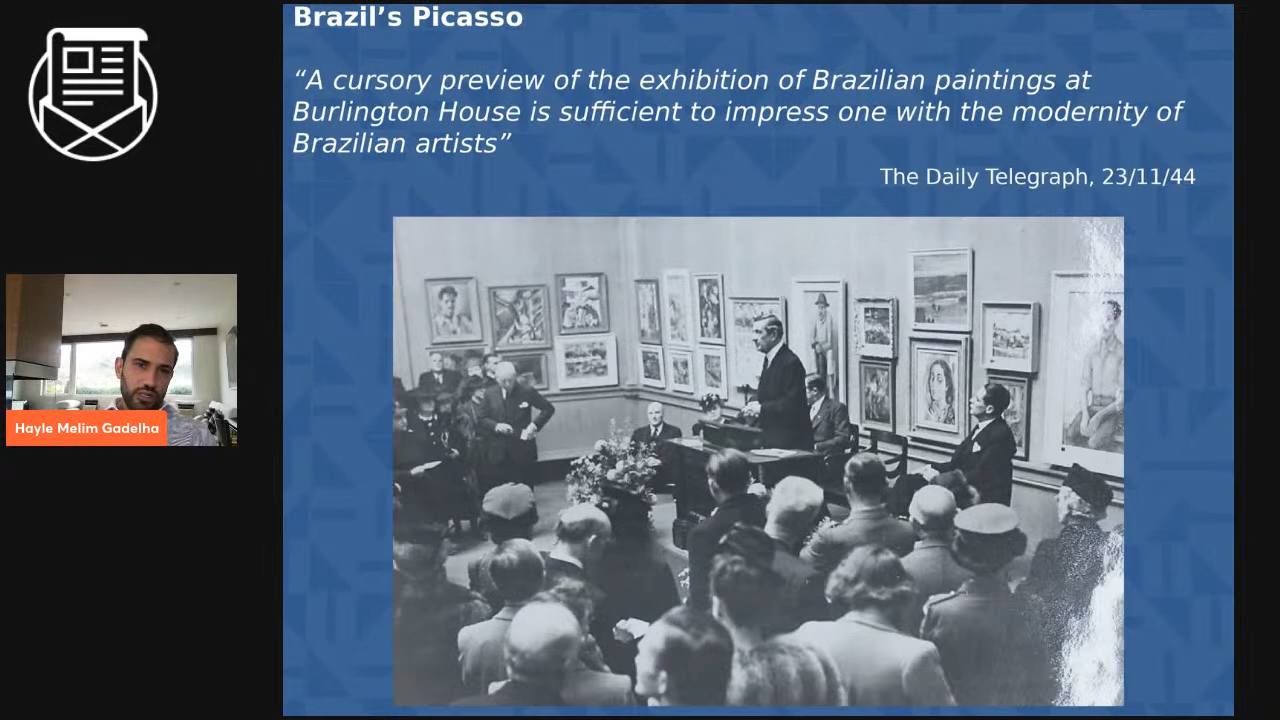 Brazil’s Picasso
“A cursory preview of the exhibition of Brazilian paintings at
Burlington House is sufficient to impress one with the modernity of
Brazilian artists”
The Daily Telegraph, 23/11/44
Hayle Melim Gadelha